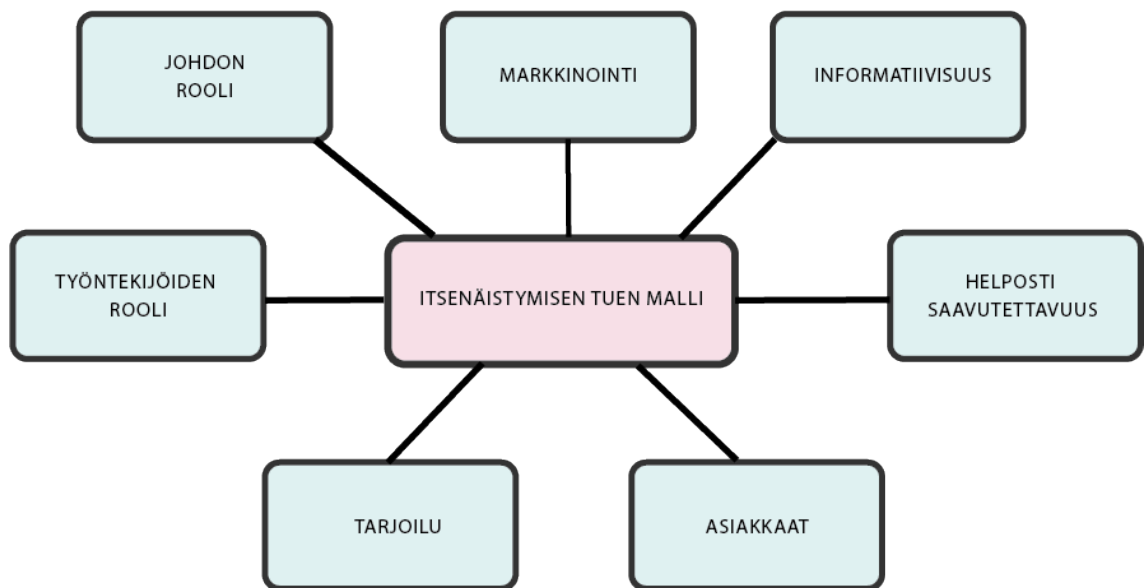 JOHDON
ROOLI
MARKKINOINTI
INFORMATIIVISUUS
TYÖNTEKIJÖIDEN
ROOLI
ITSENÄISTYMISEN TUEN MALLI
HELPOSTI
SAAVUTETTAVUUS
TARJOILU
ASIAKKAAT